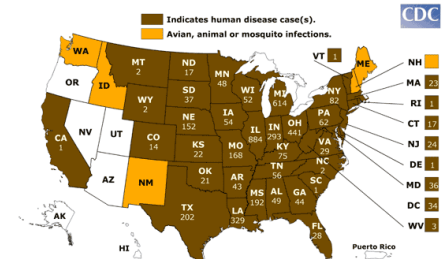 Indicates human disease case(s).
Avian, animal or mosquito infections.
CDC
WA
OR
CA
1
NV
ID
MT
2
WY
2
UT
AZ
CO
14
NM
ND
17
SD
37
NE
152
KS
22
OK
21
TX
202
MN
48
IA
54
MO
168
AR
43
LA
329
WI
52
IL
884
MI
614
IN
293
OH
441
KY
75
TN
56
MS
192
AL
49
GA
44
FL
28
SC
1
NC
2
VA
29
PA
62
NY
82
ME
VT 1
NH
MA 23
RI 1
CT 17
NJ 24
DE 1
MD 36
DC 34
WV 3
AK
HI
Puerto Rico